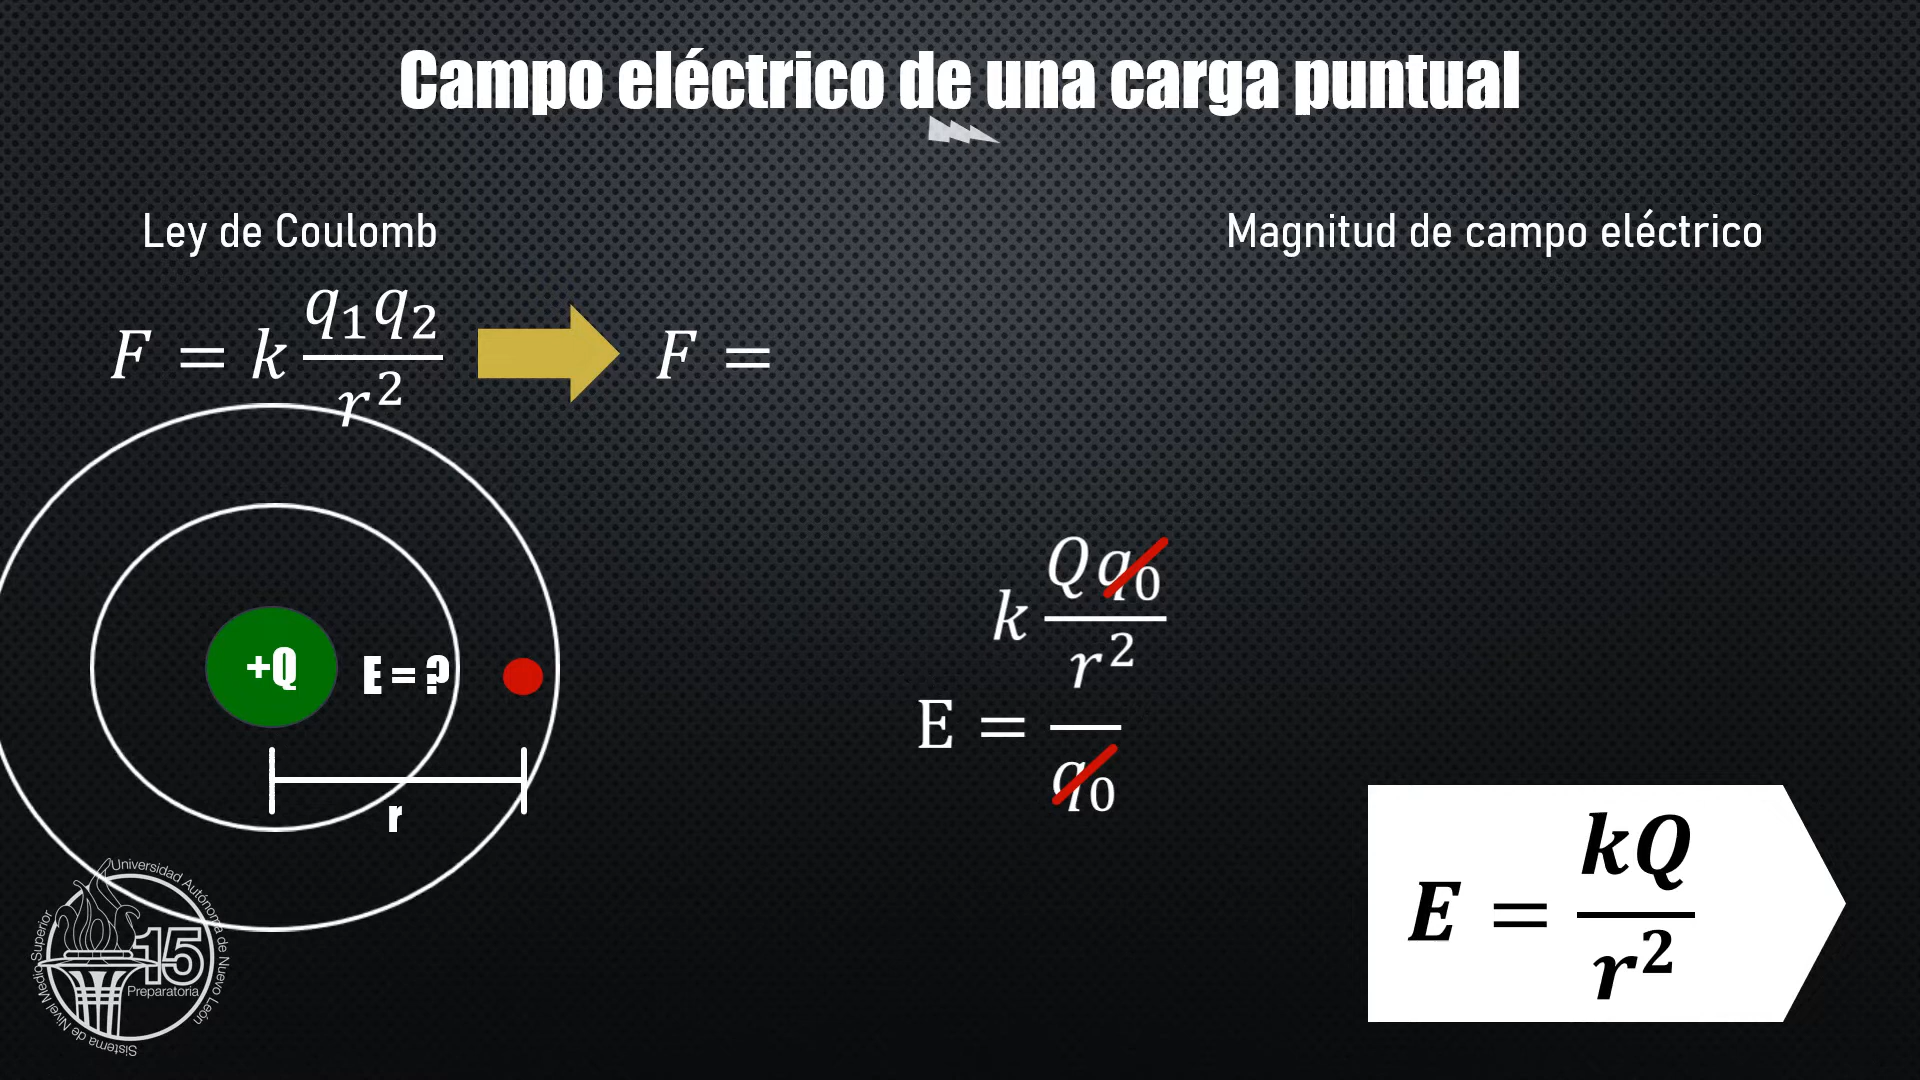 Campo eléctrico de una carga puntual
Ley de Coulomb
Magnitud de campo eléctrico
F = k q₁q₂ / r²
F =
k Qq₀ / r²
E = 
q₀
+Q
E = ?
r
E = kQ / r²
Universidad Autónoma de Nuevo León
Sistema de Nivel Medio Superior
15
Preparatoria